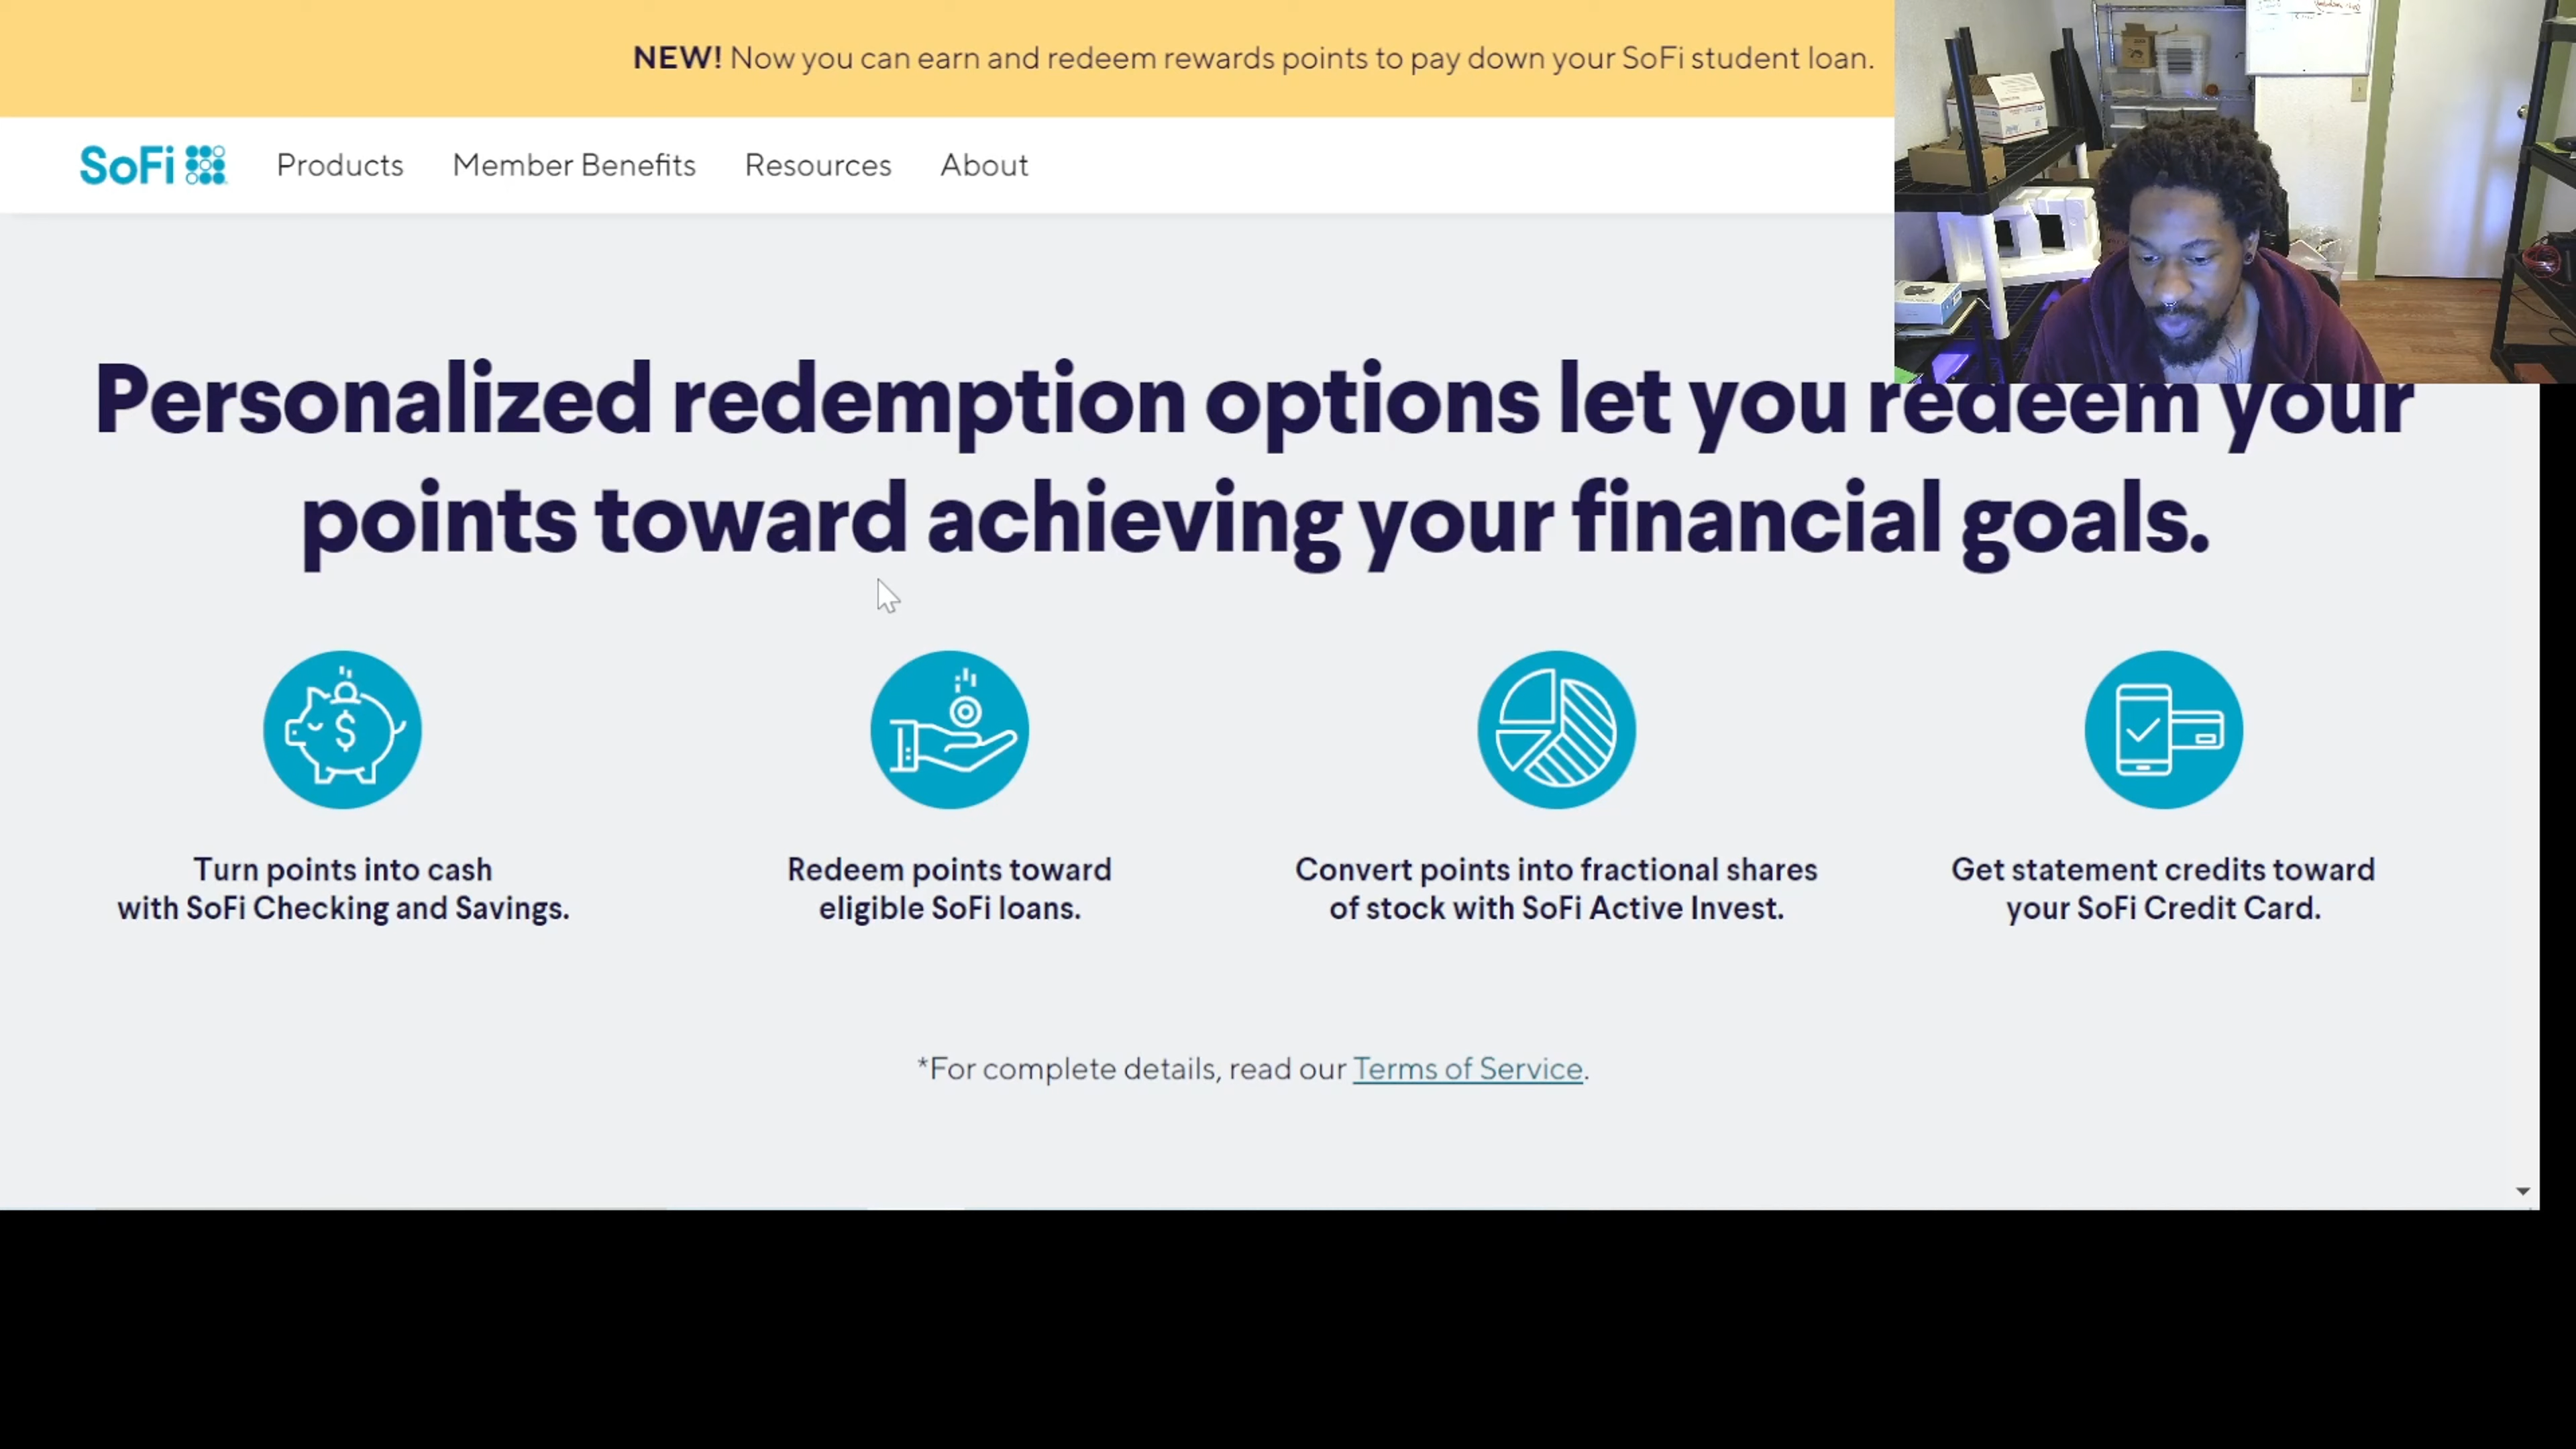 NEW! Now you can earn and redeem rewards points to pay down your SoFi student loan.
SoFi
Products
Member Benefits
Resources
About
Personalized redemption options let you redeem your
points toward achieving your financial goals.
Turn points into cash
with SoFi Checking and Savings.
Redeem points toward
eligible SoFi loans.
Convert points into fractional shares
of stock with SoFi Active Invest.
Get statement credits toward
your SoFi Credit Card.
*For complete details, read our Terms of Service.